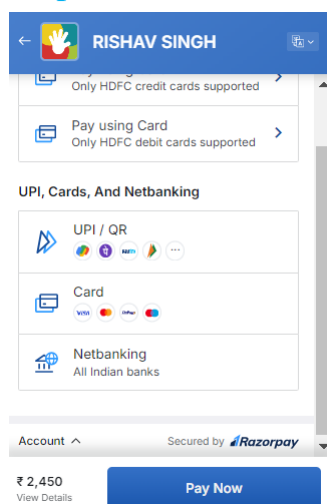 RISHAV SINGH
Only HDFC credit cards supported
Pay using Card
Only HDFC debit cards supported
UPI, Cards, And Netbanking
UPI / QR
Card
VISA
Netbanking
All Indian banks
Account
Secured by Razorpay
₹ 2,450
View Details
Pay Now